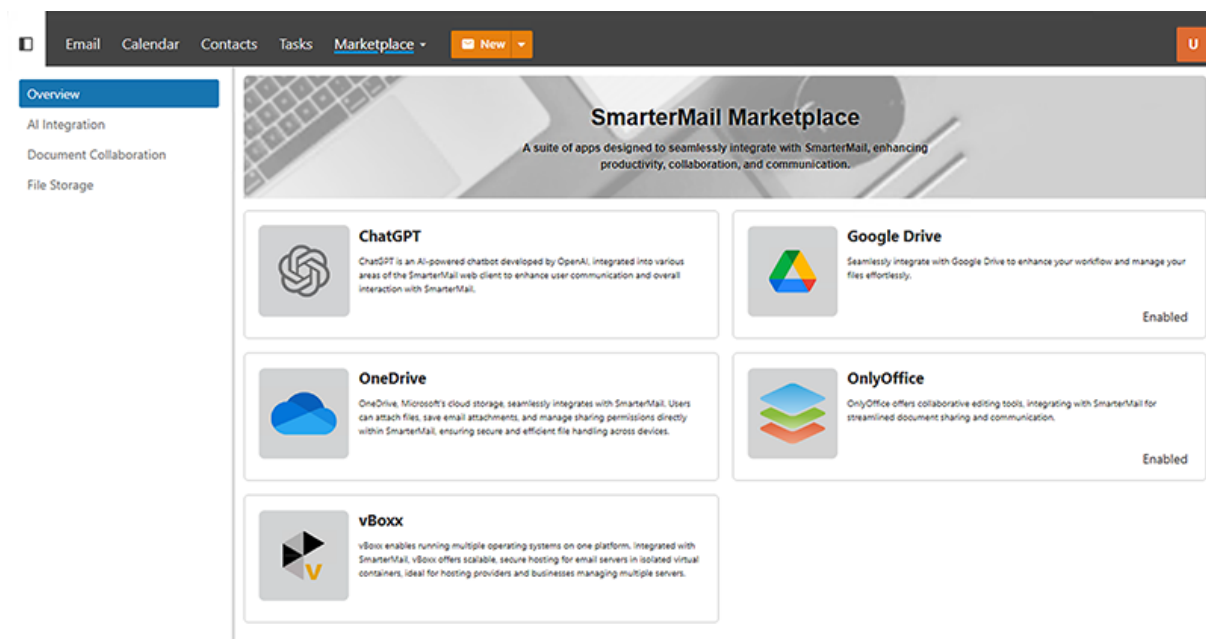 Email Calendar Contacts Tasks Marketplace New U
Overview
AI Integration
Document Collaboration
File Storage
SmarterMail Marketplace
A suite of apps designed to seamlessly integrate with SmarterMail, enhancing
productivity, collaboration, and communication.
ChatGPT
ChatGPT is an AI-powered chatbot developed by OpenAI, integrated into various
areas of the SmarterMail web client to enhance user communication and overall
interaction with SmarterMail.
Google Drive
Seamlessly integrate with Google Drive to enhance your workflow and manage your
files effortlessly.
Enabled
OneDrive
OneDrive, Microsoft's cloud storage, seamlessly integrates with SmarterMail. Users
can attach files, save email attachments, and manage sharing permissions directly
within SmarterMail, ensuring secure and efficient file handling across devices.
OnlyOffice
OnlyOffice offers collaborative editing tools, integrating with SmarterMail for
streamlined document sharing and communication.
Enabled
vBoxx
vBoxx enables running multiple operating systems on one platform. Integrated with
SmarterMail, vBoxx offers scalable, secure hosting for email servers in isolated virtual
containers, ideal for hosting providers and businesses managing multiple servers.
V